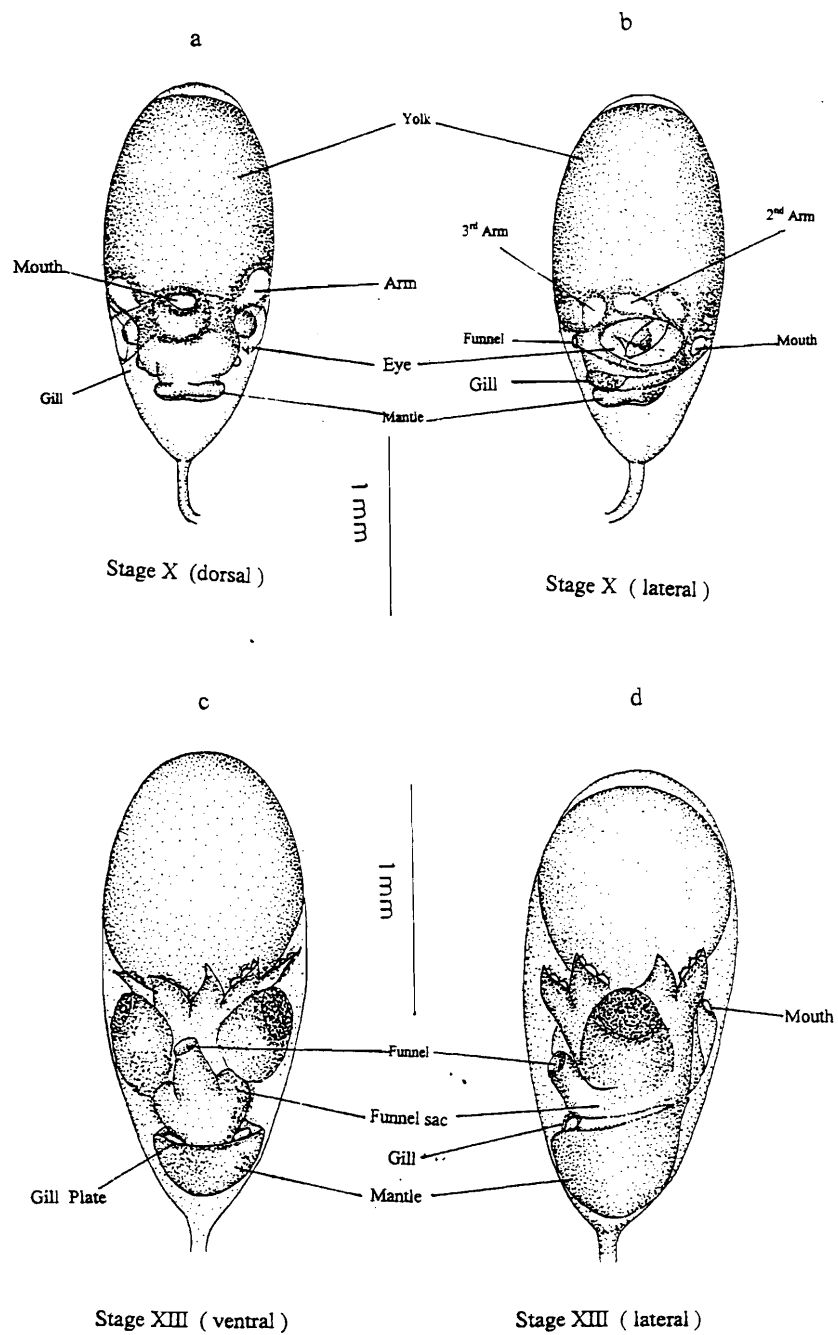 a
b
Yolk
3rd Arm
2nd Arm
Mouth
Arm
Funnel
Mouth
Eye
Gill
Gill
Mantle
1mm
Stage X (dorsal)
Stage X (lateral)
c
d
1mm
Mouth
Funnel
Funnel sac
Gill
Gill Plate
Mantle
Stage XIII (ventral)
Stage XIII (lateral)